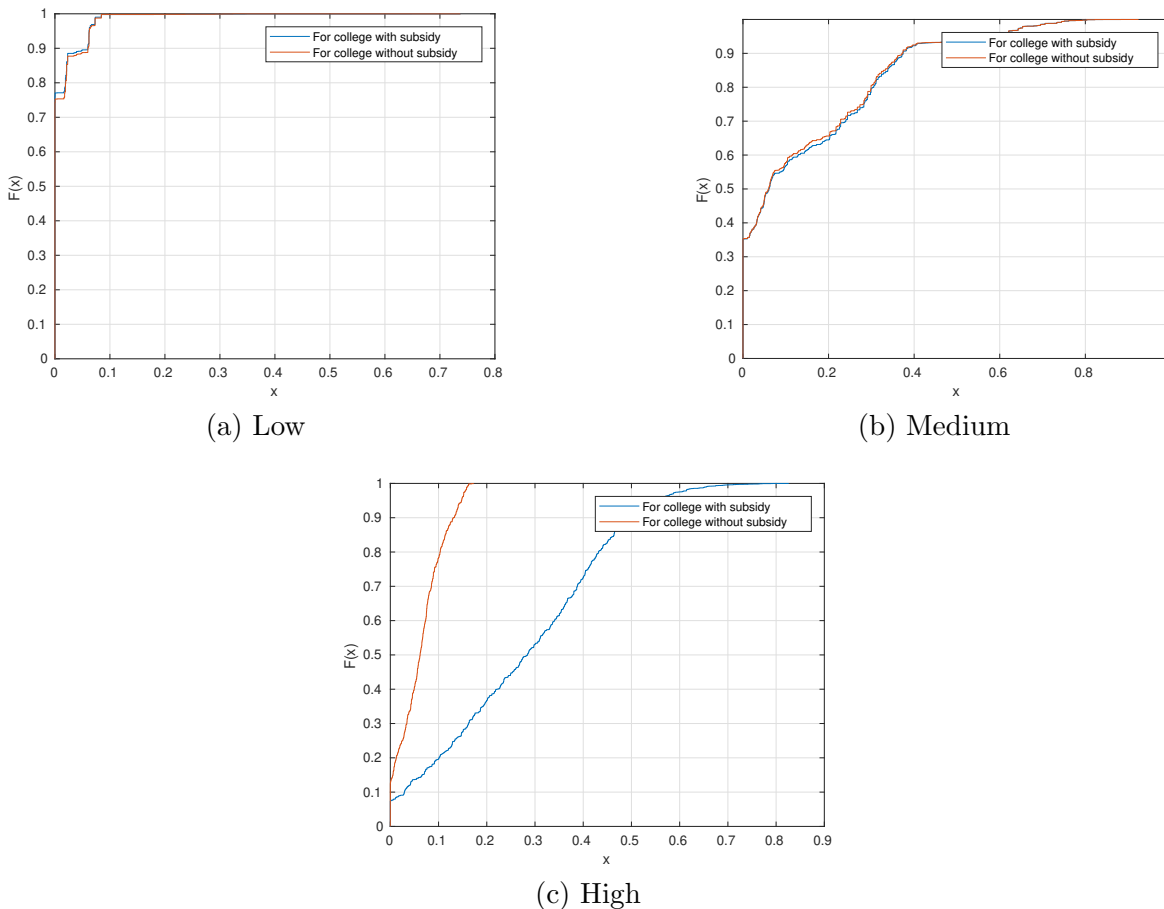 1
0.9
0.8
0.7
0.6
0.5
0.4
0.3
0.2
0.1
0
F(x)
For college with subsidy
For college without subsidy
0 0.1 0.2 0.3 0.4 0.5 0.6 0.7 0.8
x
(a) Low
0.9
0.8
0.7
0.6
0.5
0.4
0.3
0.2
0.1
0
F(x)
For college with subsidy
For college without subsidy
0 0.2 0.4 0.6 0.8
x
(b) Medium
1
0.9
0.8
0.7
0.6
0.5
0.4
0.3
0.2
0.1
0
F(x)
For college with subsidy
For college without subsidy
0 0.1 0.2 0.3 0.4 0.5 0.6 0.7 0.8 0.9
x
(c) High